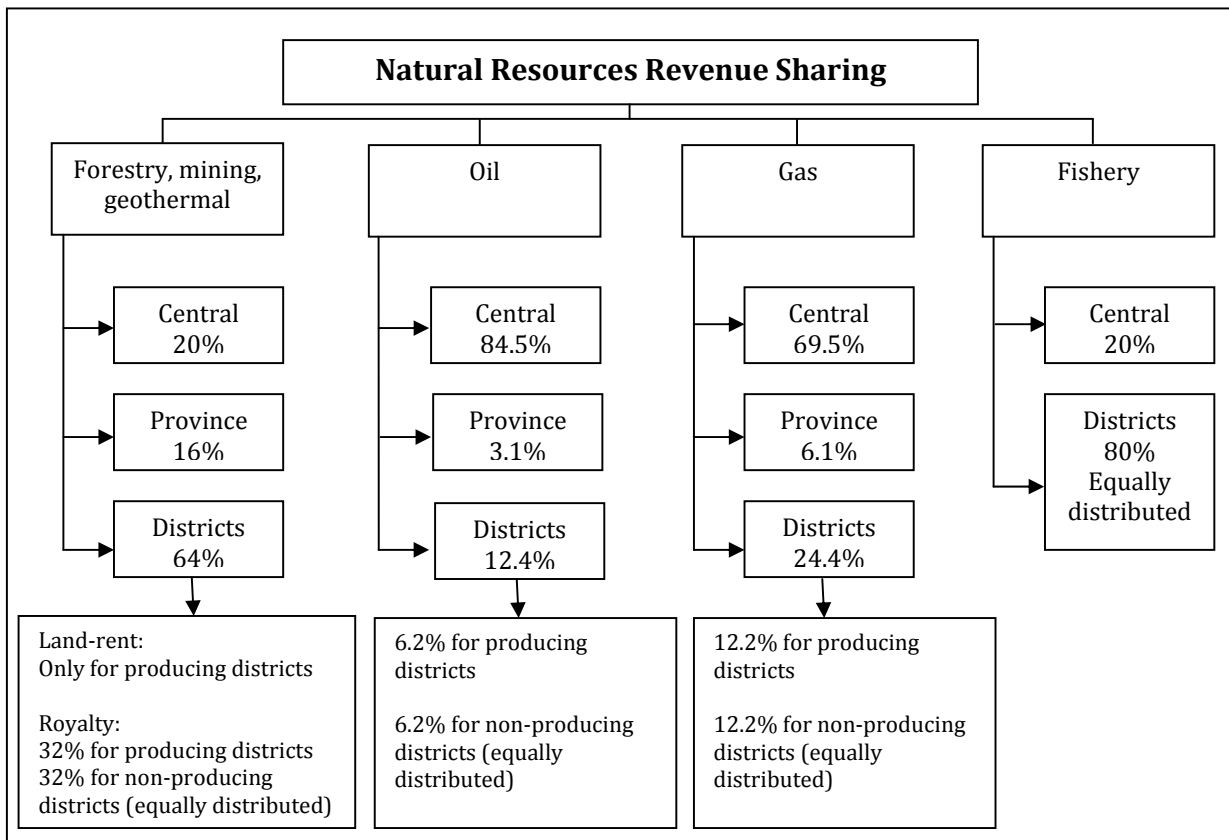 Natural Resources Revenue Sharing
Forestry, mining,
geothermal
Oil
Gas
Fishery
Central
20%
Central
84.5%
Central
69.5%
Central
20%
Province
16%
Province
3.1%
Province
6.1%
Districts
80%
Equally
distributed
Districts
64%
Districts
12.4%
Districts
24.4%
Land-rent:
Only for producing districts
Royalty:
32% for producing districts
32% for non-producing
districts (equally distributed)
6.2% for producing
districts
6.2% for non-producing
districts (equally
distributed)
12.2% for producing
districts
12.2% for non-producing
districts (equally
distributed)